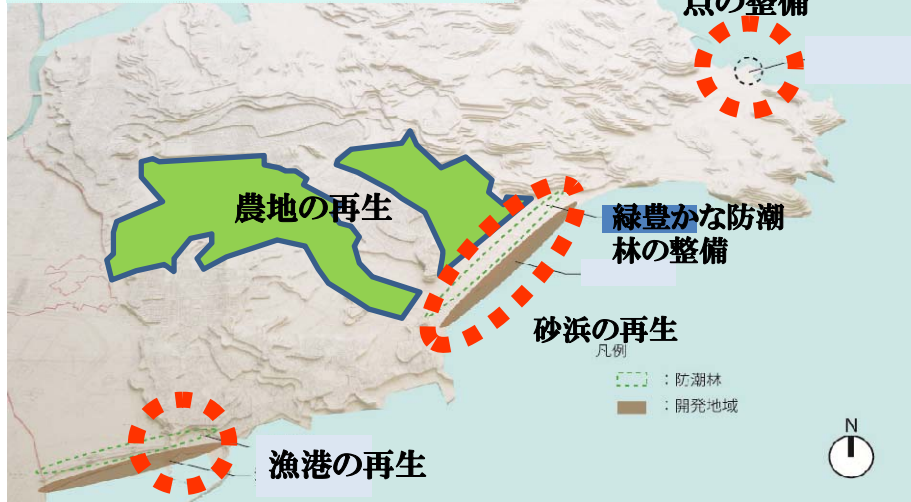 点の整備
農地の再生
緑豊かな防潮
林の整備
砂浜の再生
凡例
：防潮林
：開発地域
N
漁港の再生